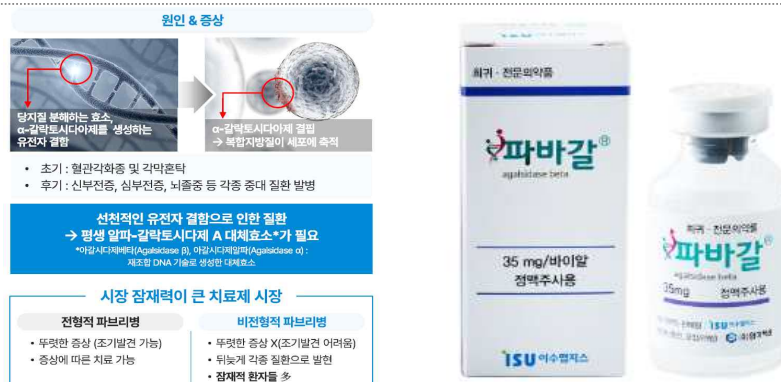 원인 & 증상
당지질 분해하는 효소,
α-갈락토시다아제를 생성하는
유전자 결함
α-갈락토시다아제 결핍
→ 복합지방질이 세포에 축적
• 초기 : 혈관각화종 및 각막혼탁
• 후기 : 신부전증, 심부전증, 뇌졸중 등 각종 중대 질환 발병
선천적인 유전자 결함으로 인한 질환
→ 평생 알파-갈락토시다제 A 대체효소*가 필요
*아갈시다제베타(Agalsidase β), 아갈시다제알파(Agalsidase α) :
재조합 DNA 기술로 생성한 대체효소
시장 잠재력이 큰 치료제 시장
전형적 파브리병
• 뚜렷한 증상 (조기발견 가능)
• 증상에 따른 치료 가능
비전형적 파브리병
• 뚜렷한 증상 X(조기발견 어려움)
• 뒤늦게 각종 질환으로 발현
• 잠재적 환자들 多
ISU 이수앱지스
희귀 · 전문의약품
파바갈®
agalsidase beta
35 mg/바이알
정맥주사용
ISU 이수앱지스
희귀 · 전문의약품
파바갈®
agalsidase beta
35mg 정맥주사용
ISU 이수앱지스